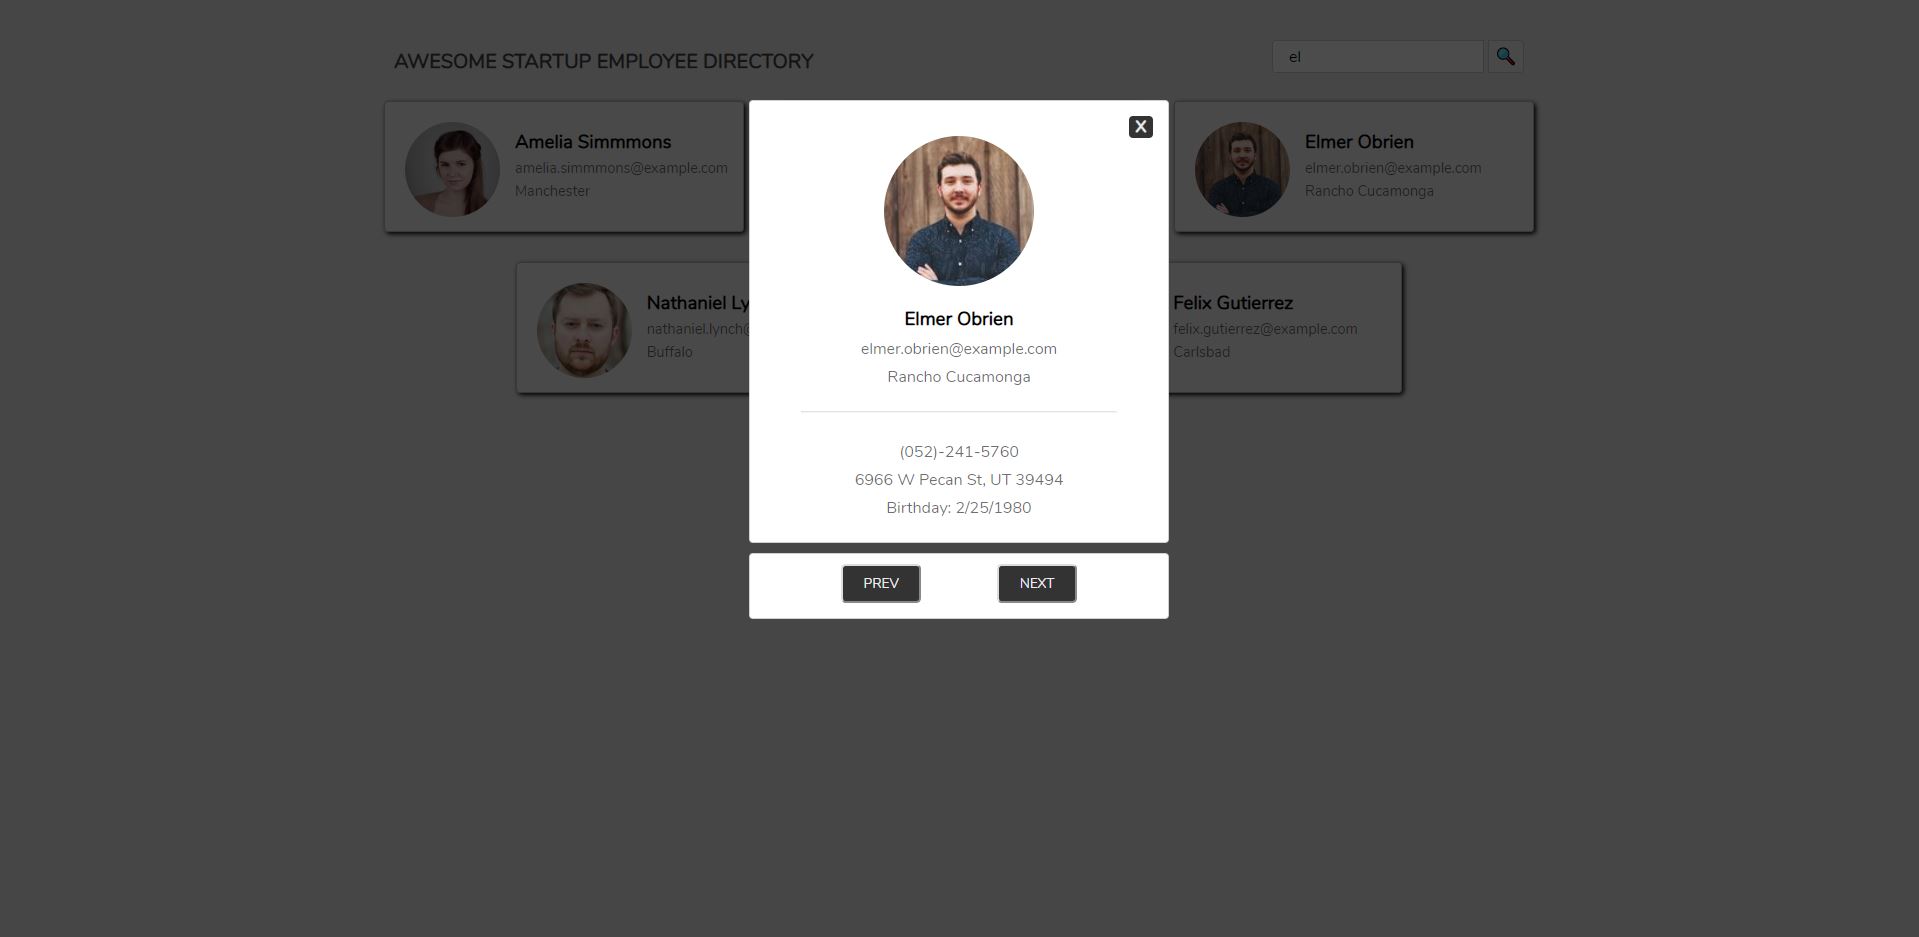 AWESOME STARTUP EMPLOYEE DIRECTORY
el
Amelia Simmmons
amelia.simmmons@example.com
Manchester
Elmer Obrien
elmer.obrien@example.com
Rancho Cucamonga
Nathaniel Ly
nathaniel.lynch@
Buffalo
Felix Gutierrez
felix.gutierrez@example.com
Carlsbad
X
Elmer Obrien
elmer.obrien@example.com
Rancho Cucamonga
(052)-241-5760
6966 W Pecan St, UT 39494
Birthday: 2/25/1980
PREV NEXT